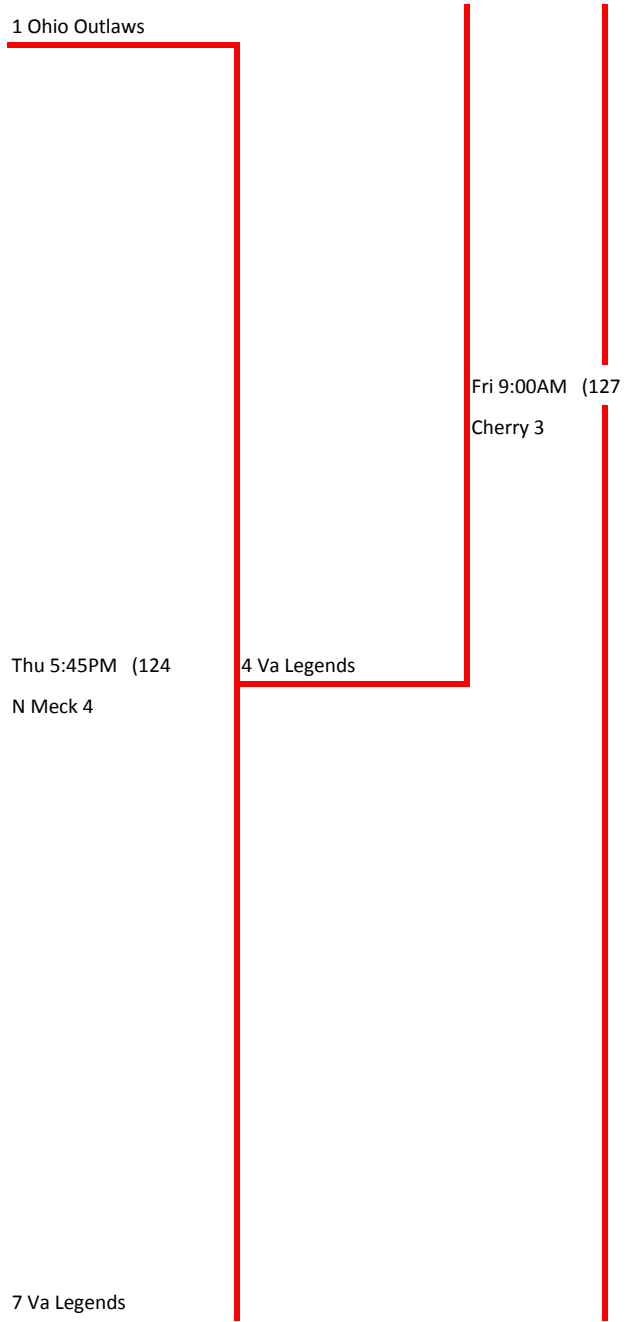 1 Ohio Outlaws
Fri 9:00AM (127
Cherry 3
Thu 5:45PM (124
4 Va Legends
N Meck 4
7 Va Legends